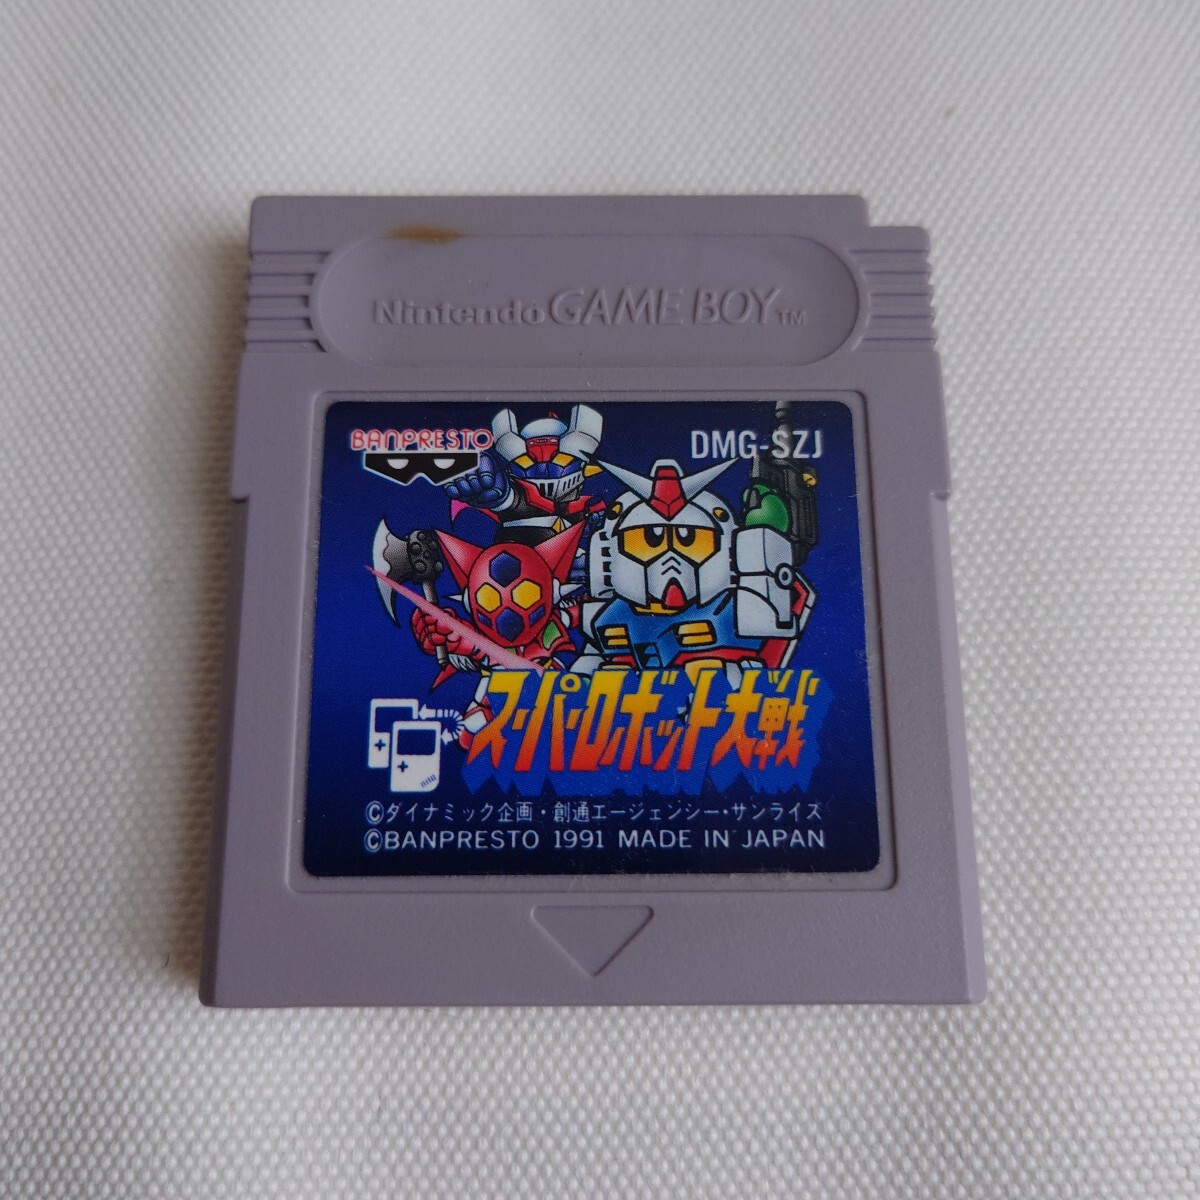 Nintendo GAME BOY TM
BANPRESTO
DMG-SZJ
スーパーロボット大戦
©ダイナミック企画・創通エージェンシー・サンライズ
©BANPRESTO 1991 MADE IN JAPAN